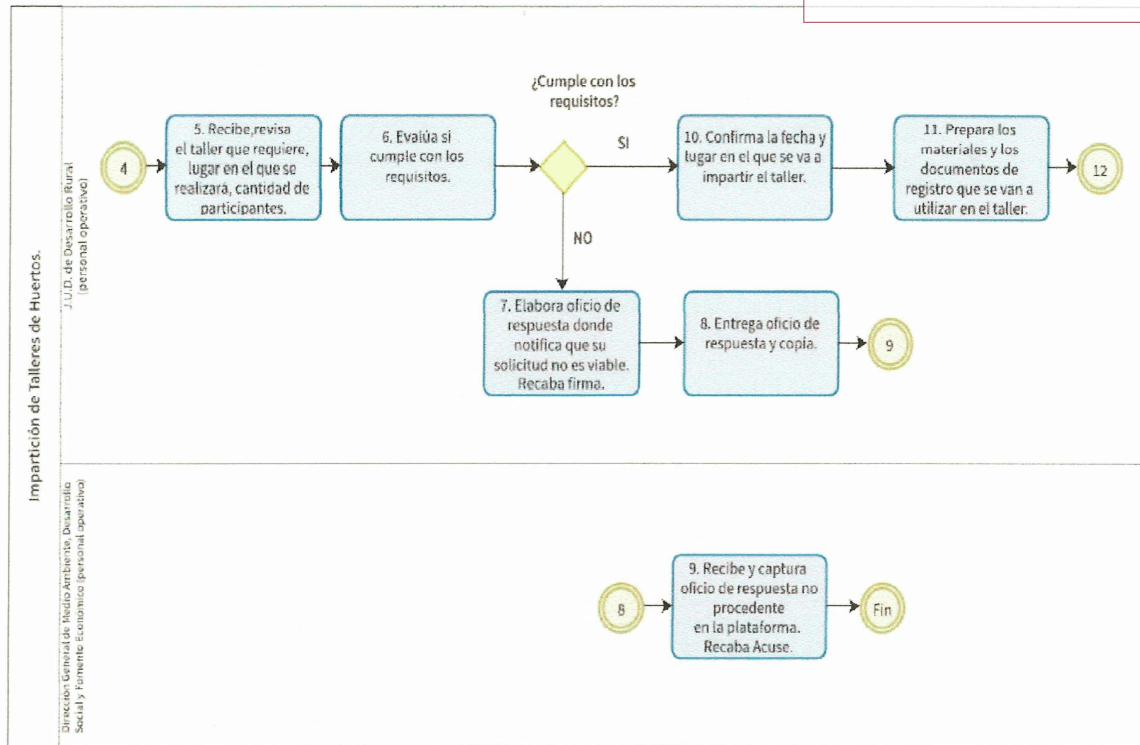 Impartición de Talleres de Huertos.
J.U.D. de Desarrollo Rural
(personal operativo)
4
5. Recibe,revisa
el taller que requiere,
lugar en el que se
realizará, cantidad de
participantes.
6. Evalúa si
cumple con los
requisitos.
¿Cumple con los
requisitos?
SI
10. Confirma la fecha y
lugar en el que se va a
impartir el taller.
11. Prepara los
materiales y los
documentos de
registro que se van a
utilizar en el taller.
12
NO
7. Elabora oficio de
respuesta donde
notifica que su
solicitud no es viable.
Recaba firma.
8. Entrega oficio de
respuesta y copia.
9
Dirección General de Medio Ambiente, Desarrollo
Social y Fomento Económico (personal operativo)
8
9. Recibe y captura
oficio de respuesta no
procedente
en la plataforma.
Recaba Acuse.
Fin